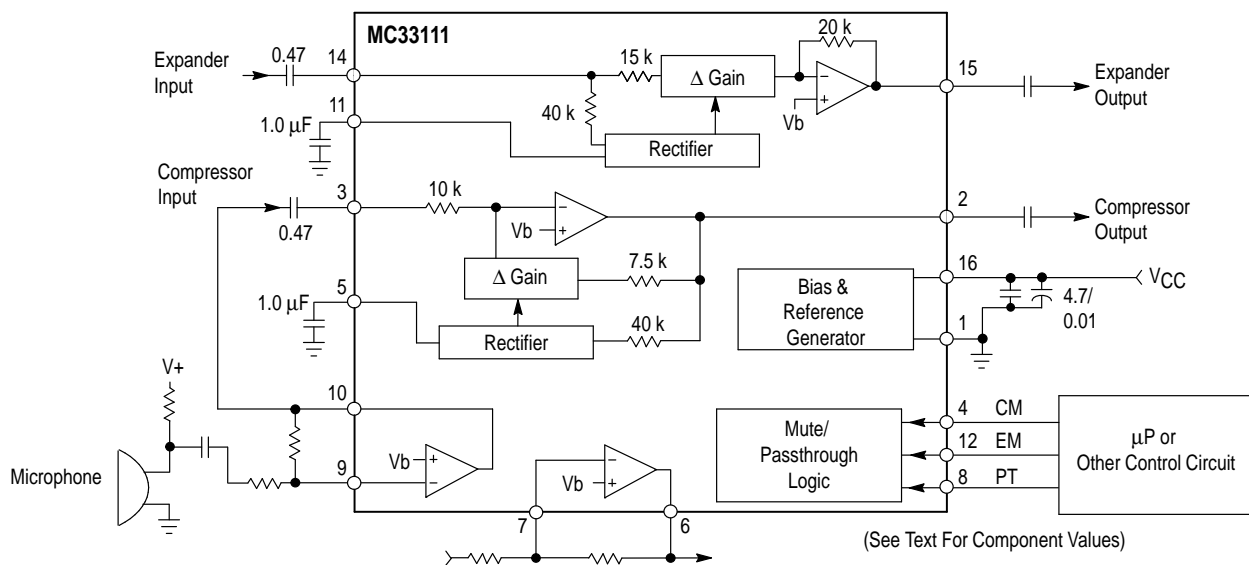 MC33111
Expander
Input
0.47
14
15 k
Δ Gain
20 k
15
Expander
Output
40 k
Vb
11
1.0 μF
Rectifier
Compressor
Input
3
0.47
10 k
Vb
2
Compressor
Output
Δ Gain
7.5 k
5
1.0 μF
Rectifier
40 k
Bias &
Reference
Generator
16
VCC
4.7/
0.01
1
V+
10
Vb
9
Microphone
Vb
7
6
Mute/
Passthrough
Logic
4
CM
12
EM
8
PT
μP or
Other Control Circuit
(See Text For Component Values)